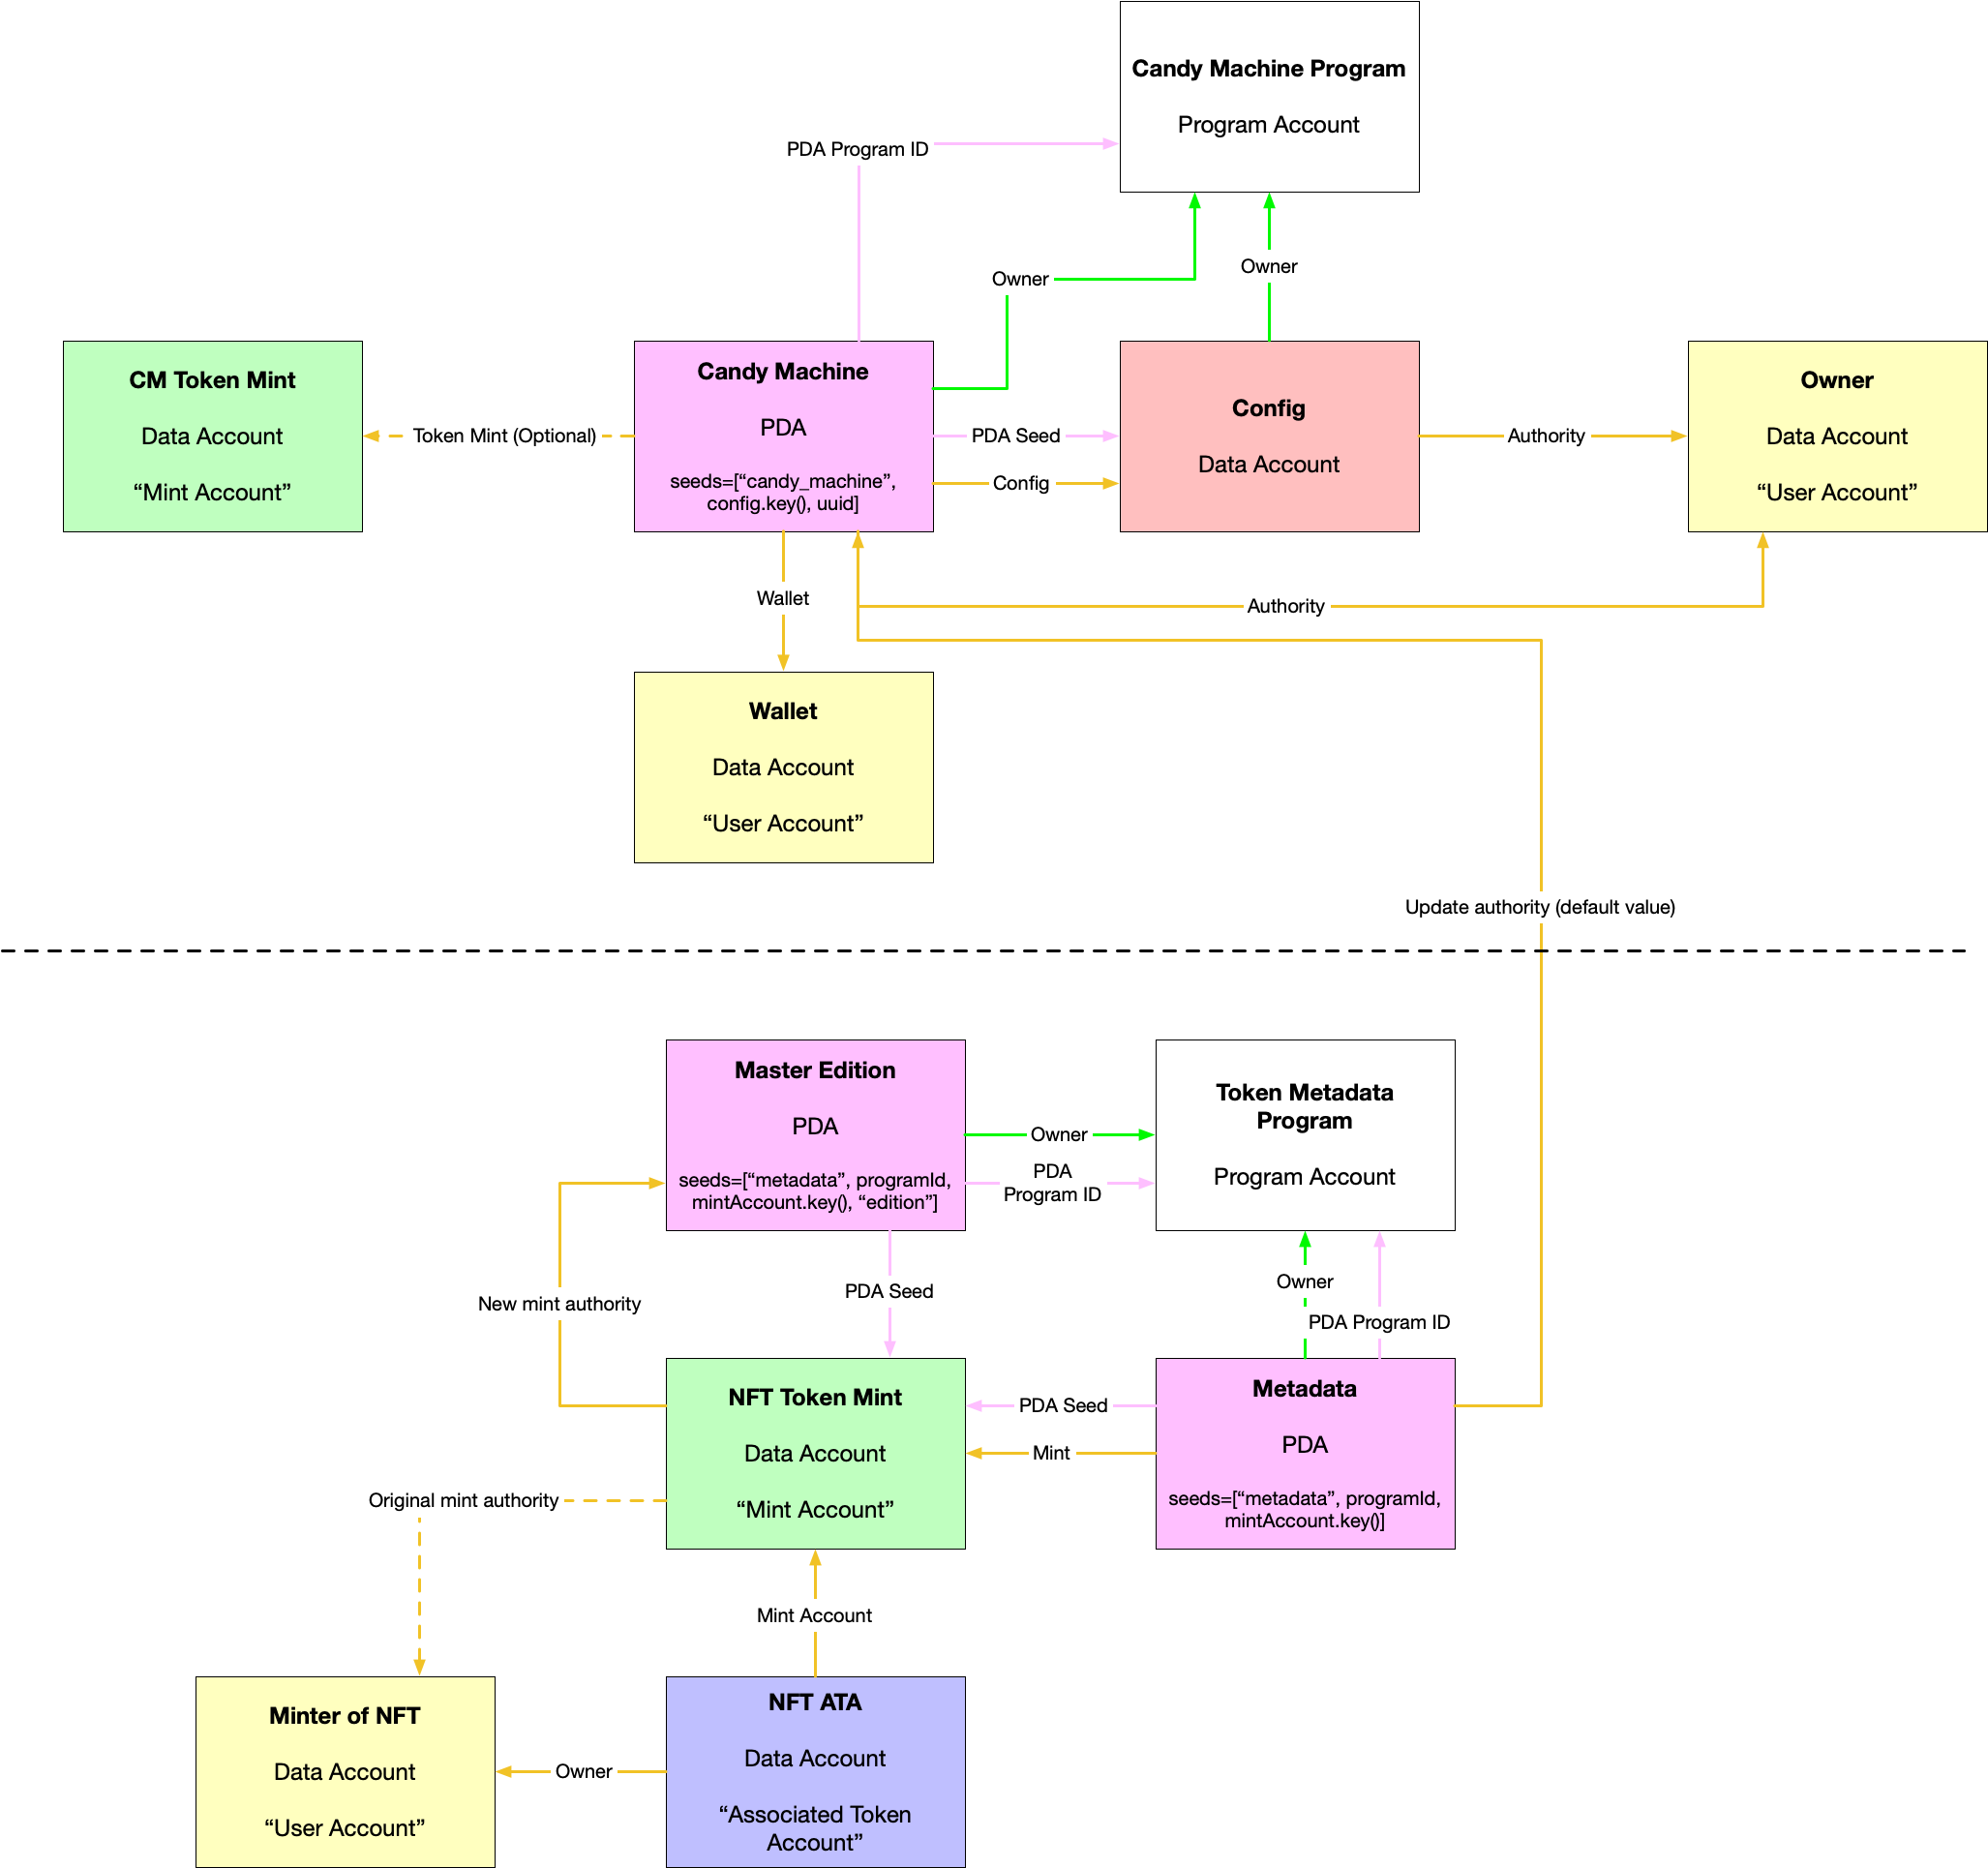 Candy Machine Program
Program Account
PDA Program ID
Owner
Owner
CM Token Mint
Data Account
“Mint Account”
Token Mint (Optional)
Candy Machine
PDA
seeds=[“candy_machine”,
config.key(), uuid]
PDA Seed
Config
Config
Data Account
Authority
Owner
Data Account
“User Account”
Wallet
Authority
Wallet
Data Account
“User Account”
Update authority (default value)
Master Edition
PDA
seeds=[“metadata”, programId,
mintAccount.key(), “edition”]
Owner
PDA
Program ID
Token Metadata
Program
Program Account
New mint authority
PDA Seed
Owner
PDA Program ID
NFT Token Mint
Data Account
“Mint Account”
PDA Seed
Mint
Metadata
PDA
seeds=[“metadata”, programId,
mintAccount.key()]
Original mint authority
Mint Account
Minter of NFT
Data Account
“User Account”
Owner
NFT ATA
Data Account
“Associated Token
Account”